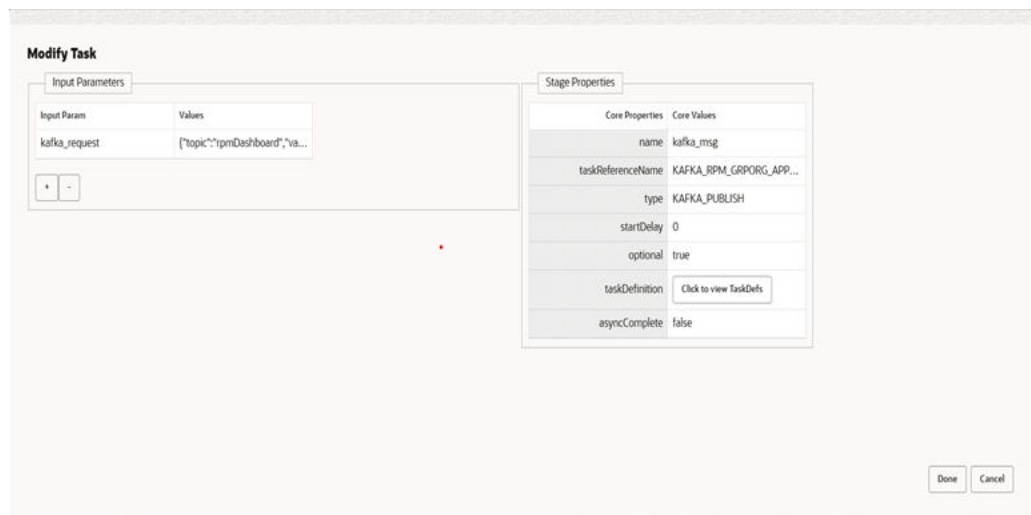 Modify Task
Input Parameters
Input Param Values
kafka_request {"topic":"rpmDashboard","va...
+ -
Stage Properties
Core Properties Core Values
name kafka_msg
taskReferenceName KAFKA_RPM_GRPORG_APP...
type KAFKA_PUBLISH
startDelay 0
optional true
taskDefinition Click to view TaskDefs
asyncComplete false
Done Cancel